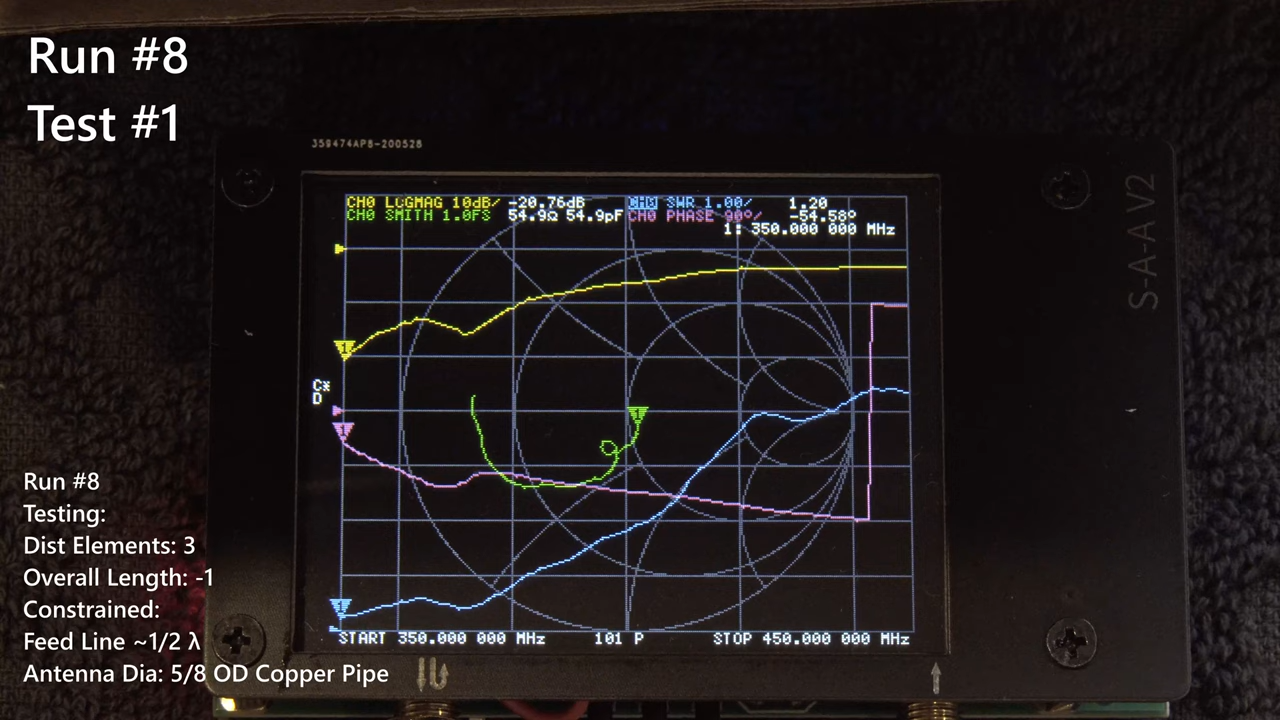 Run #8
Test #1
359474AP8-200528
CH0 LOGMAG 10dB/ -20.76dB CH0 SWR 1.00/ 1.20
CH0 SMITH 1.0FS 54.9Ω 54.9pF CH0 PHASE 90°/ -54.58°
1: 350.000 000 MHz
S-A-A V2
1
C*
D
START 350.000 000 MHz 101 P STOP 450.000 000 MHz
Run #8
Testing:
Dist Elements: 3
Overall Length: -1
Constrained:
Feed Line ~1/2 λ
Antenna Dia: 5/8 OD Copper Pipe